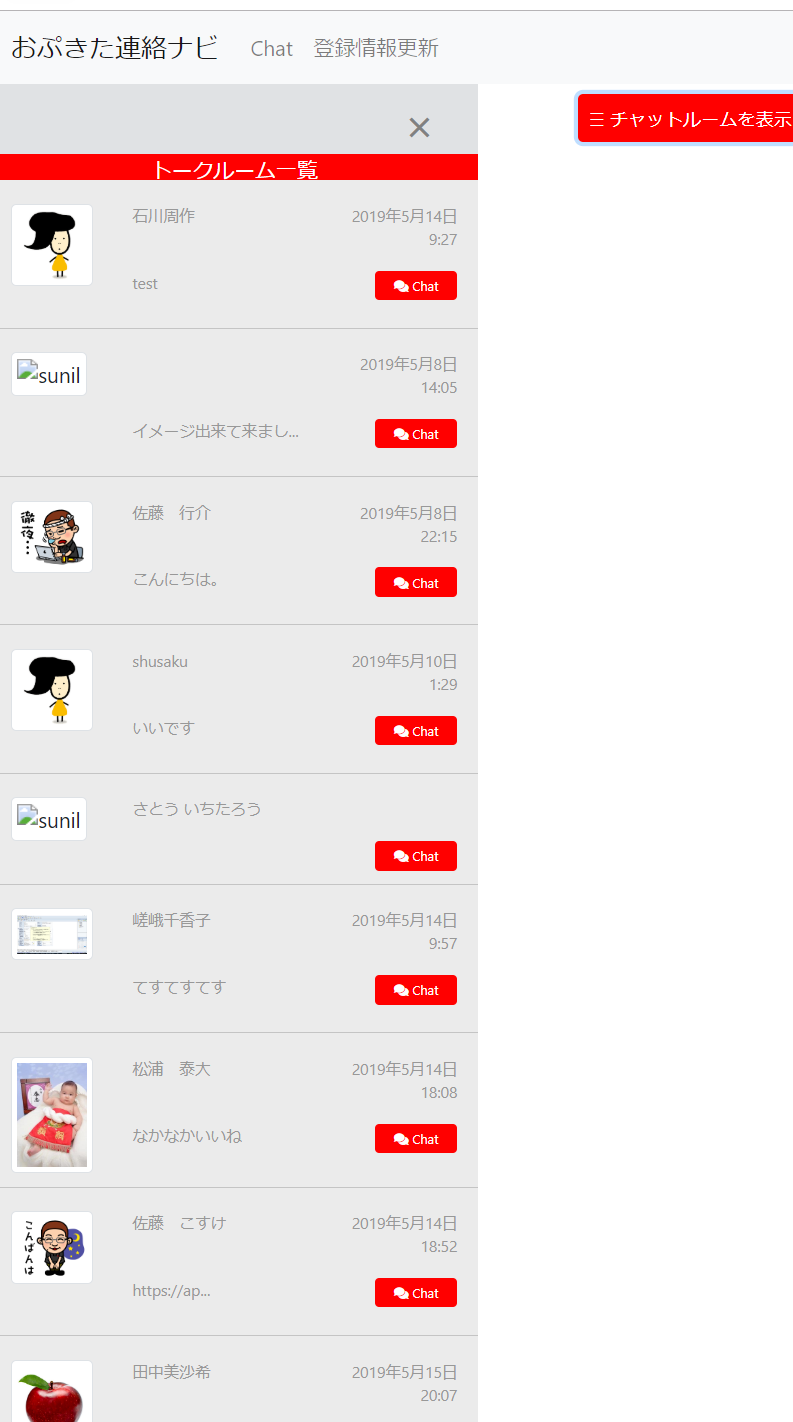 おぷきた連絡ナビ Chat 登録情報更新
×
☰ チャットルームを表示
トークルーム一覧
石川周作 2019年5月14日
9:27
test Chat
2019年5月8日
sunil 14:05
イメージ出来て来まし... Chat
徹夜…
佐藤　行介 2019年5月8日
22:15
こんにちは。 Chat
shusaku 2019年5月10日
1:29
いいです Chat
さとう いちたろう
sunil
Chat
嵯峨千香子 2019年5月14日
9:57
てすてすてす Chat
松浦　泰大 2019年5月14日
18:08
なかなかいいね Chat
こんばんは
佐藤　こすけ 2019年5月14日
18:52
https://ap... Chat
田中美沙希 2019年5月15日
20:07